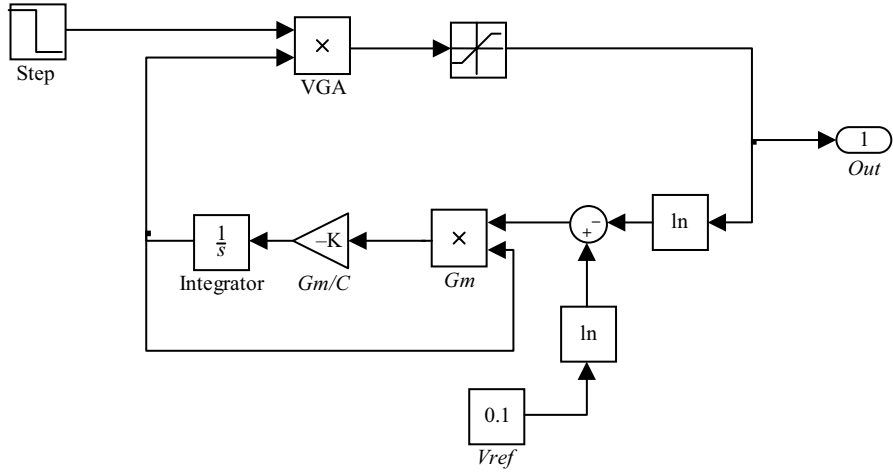 Step
×
VGA
1
Out
ln
−
+
×
Gm
–K
Gm/C
1
s
Integrator
ln
0.1
Vref